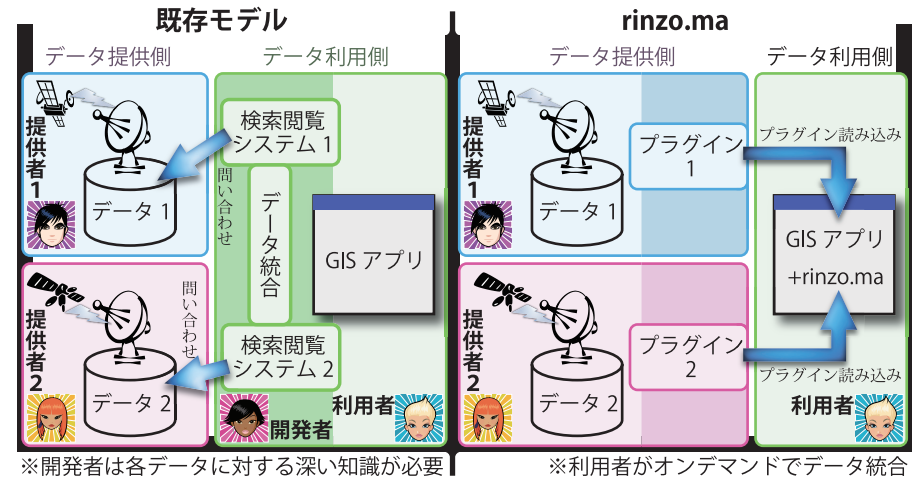 既存モデル
データ提供側
データ利用側
提供者1
データ 1
検索閲覧
システム 1
問い合わせ
データ統合
GIS アプリ
提供者2
データ 2
問い合わせ
検索閲覧
システム 2
開発者
利用者
※開発者は各データに対する深い知識が必要
rinzo.ma
データ提供側
データ利用側
提供者1
データ 1
プラグイン
1
プラグイン読み込み
GIS アプリ
+rinzo.ma
提供者2
データ 2
プラグイン
2
プラグイン読み込み
利用者
※利用者がオンデマンドでデータ統合